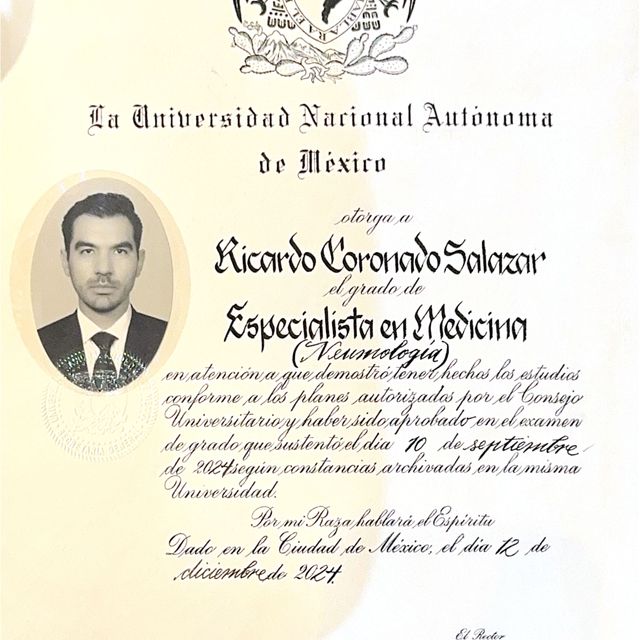 HABLARA EL
La Universidad Nacional Autónoma
de México
otorga a
Ricardo Coronado Salazar
el grado de
Especialista en Medicina
(Neumología)
en atención a que demostró tener hechos los estudios
conforme a los planes autorizados por el Consejo
Universitario y haber sido aprobado en el examen
de grado que sustentó el día 10 de septiembre
de 2024 según constancias archivadas en la misma
Universidad.
Por mi Raza hablará el Espíritu
Dado en la Ciudad de México, el día 12 de
diciembre de 2024.
El Rector